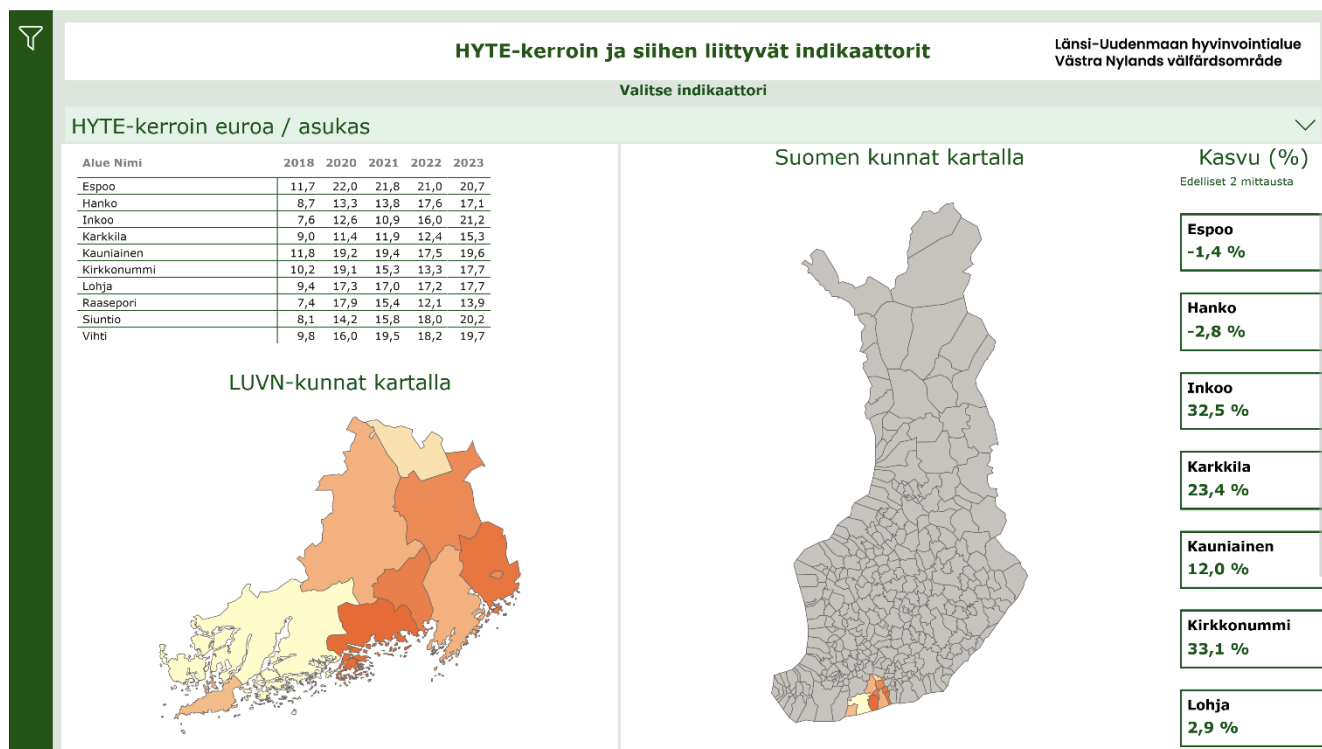 HYTE-kerroin ja siihen liittyvät indikaattorit
Länsi-Uudenmaan hyvinvointialue
Västra Nylands välfärdsområde
Valitse indikaattori
HYTE-kerroin euroa / asukas
Alue Nimi 2018 2020 2021 2022 2023
Espoo 11,7 22,0 21,8 21,0 20,7
Hanko 8,7 13,3 13,8 17,6 17,1
Inkoo 7,6 12,6 10,9 16,0 21,2
Karkkila 9,0 11,4 11,9 12,4 15,3
Kauniainen 11,8 19,2 19,4 17,5 19,6
Kirkkonummi 10,2 19,1 15,3 13,3 17,7
Lohja 9,4 17,3 17,0 17,2 17,7
Raasepori 7,4 17,9 15,4 12,1 13,9
Siuntio 8,1 14,2 15,8 18,0 20,2
Vihti 9,8 16,0 19,5 18,2 19,7
LUVN-kunnat kartalla
Suomen kunnat kartalla
Kasvu (%)
Edelliset 2 mittausta
Espoo
-1,4 %
Hanko
-2,8 %
Inkoo
32,5 %
Karkkila
23,4 %
Kauniainen
12,0 %
Kirkkonummi
33,1 %
Lohja
2,9 %